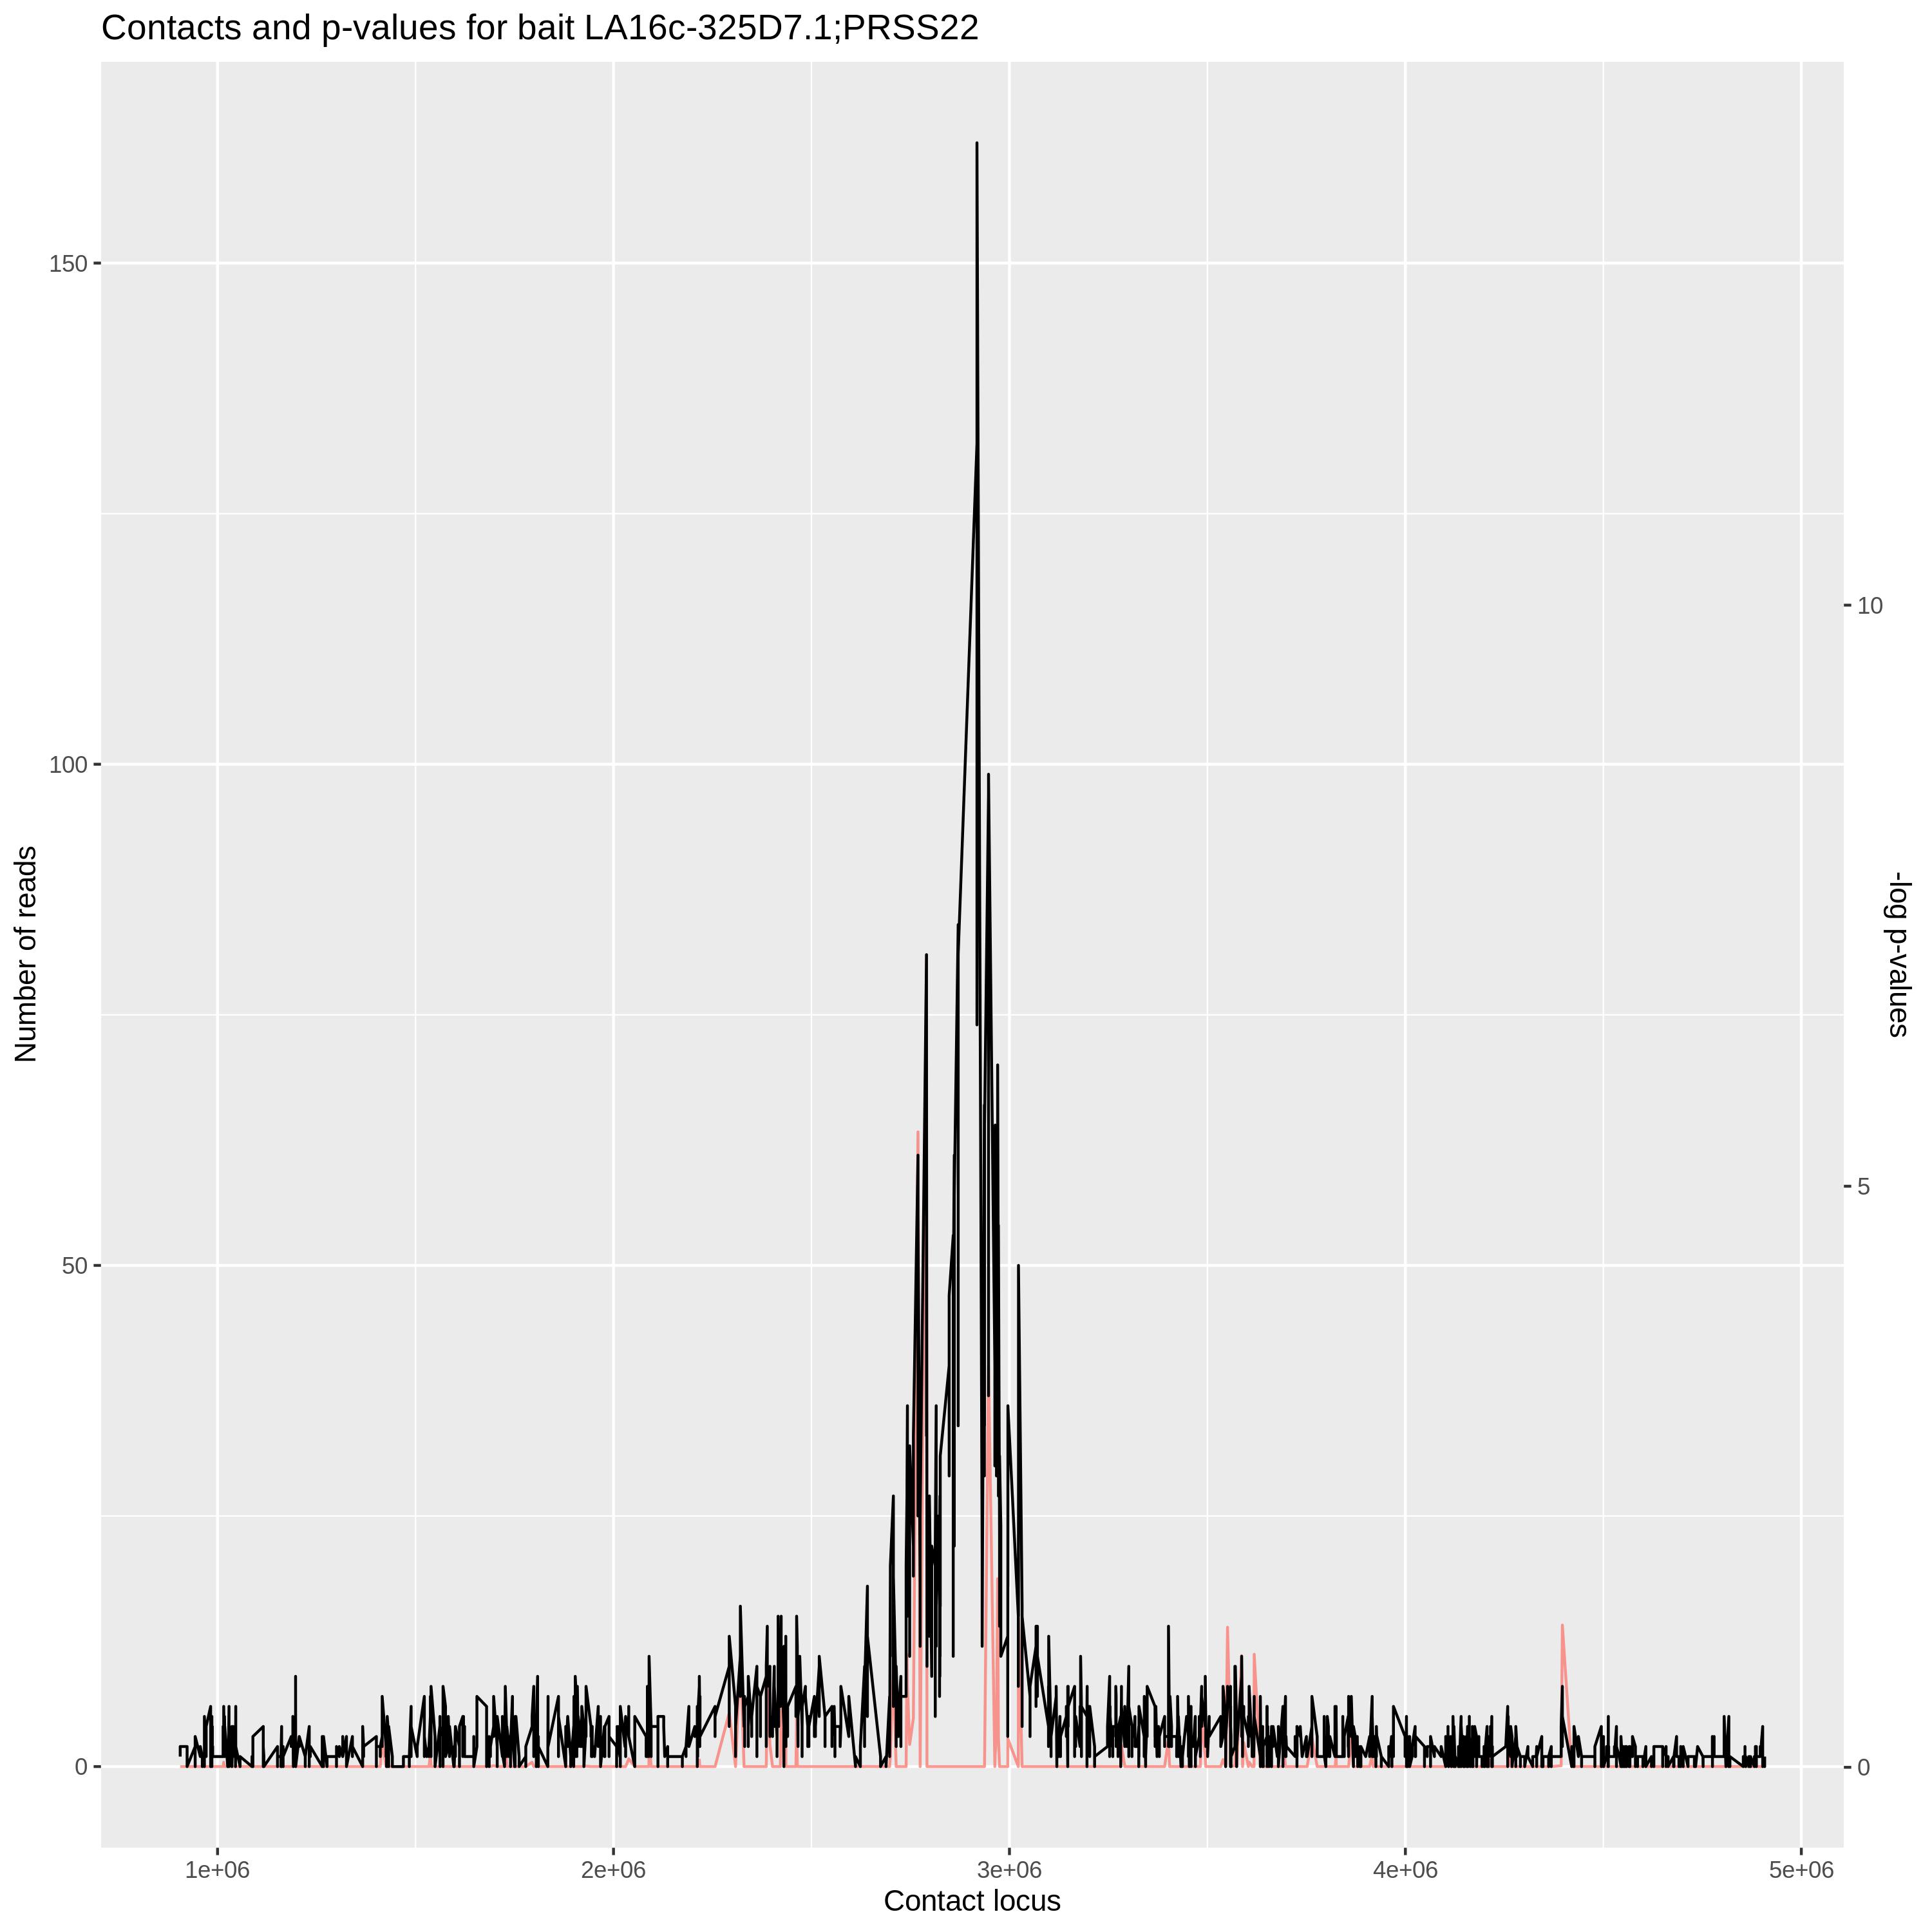 Contacts and p-values for bait LA16c-325D7.1;PRSS22
150
100
50
0
Number of reads
10
5
0
-log p-values
1e+06
2e+06
3e+06
4e+06
5e+06
Contact locus